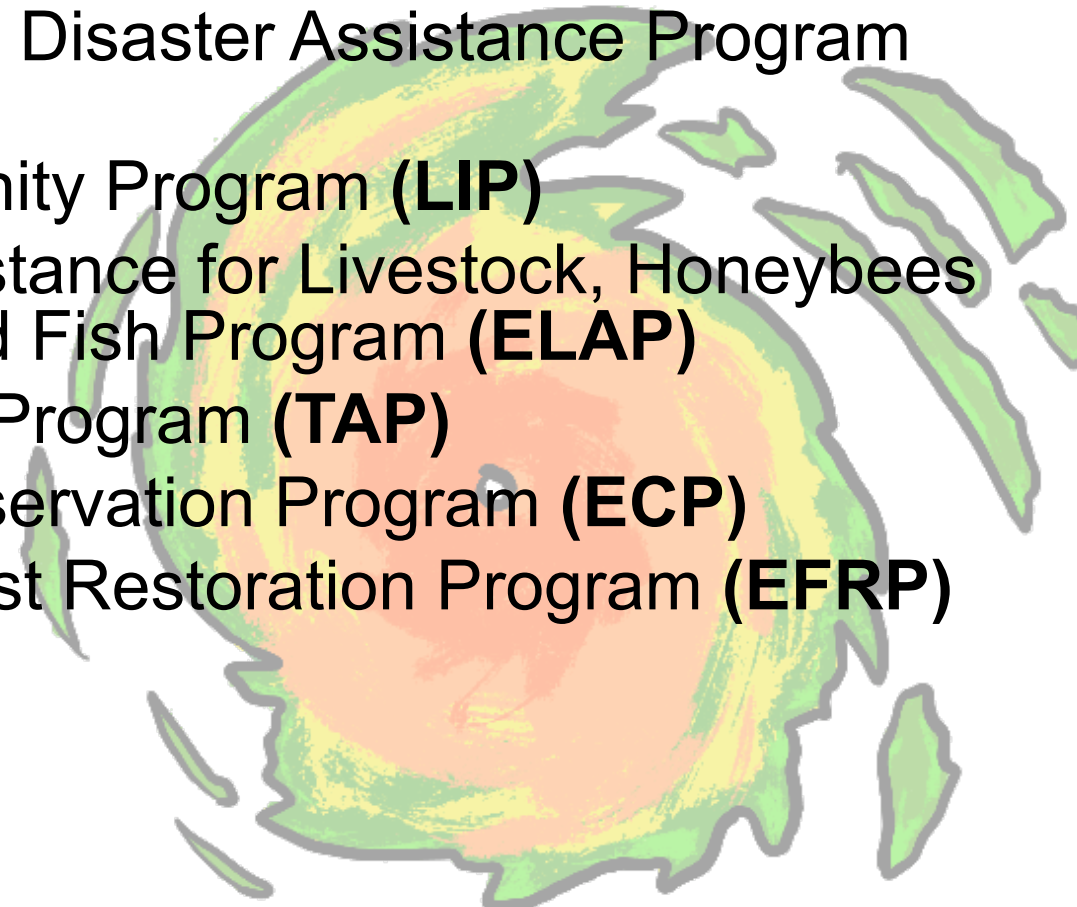 Disaster Assistance Program
nity Program (LIP)
stance for Livestock, Honeybees
d Fish Program (ELAP)
Program (TAP)
servation Program (ECP)
st Restoration Program (EFRP)